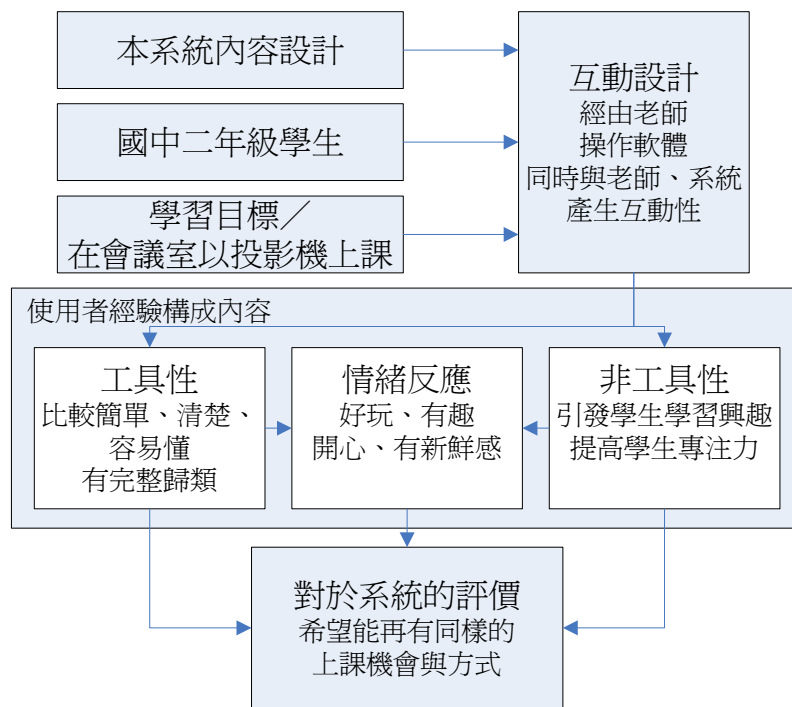 本系統內容設計
國中二年級學生
學習目標／
在會議室以投影機上課
互動設計
經由老師
操作軟體
同時與老師、系統
產生互動性
使用者經驗構成內容
工具性
比較簡單、清楚、
容易懂
有完整歸類
情緒反應
好玩、有趣
開心、有新鮮感
非工具性
引發學生學習興趣
提高學生專注力
對於系統的評價
希望能再有同樣的
上課機會與方式